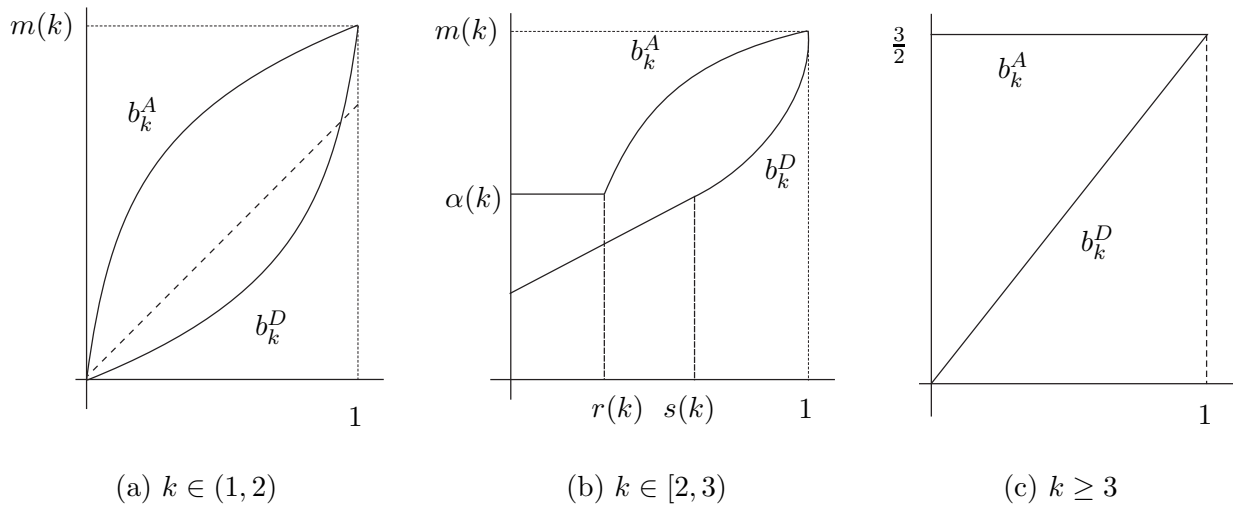 m(k)
b_k^A
b_k^D
1
(a) k ∈ (1, 2)
m(k)
b_k^A
α(k)
b_k^D
r(k) s(k) 1
(b) k ∈ [2, 3)
3/2
b_k^A
b_k^D
1
(c) k ≥ 3